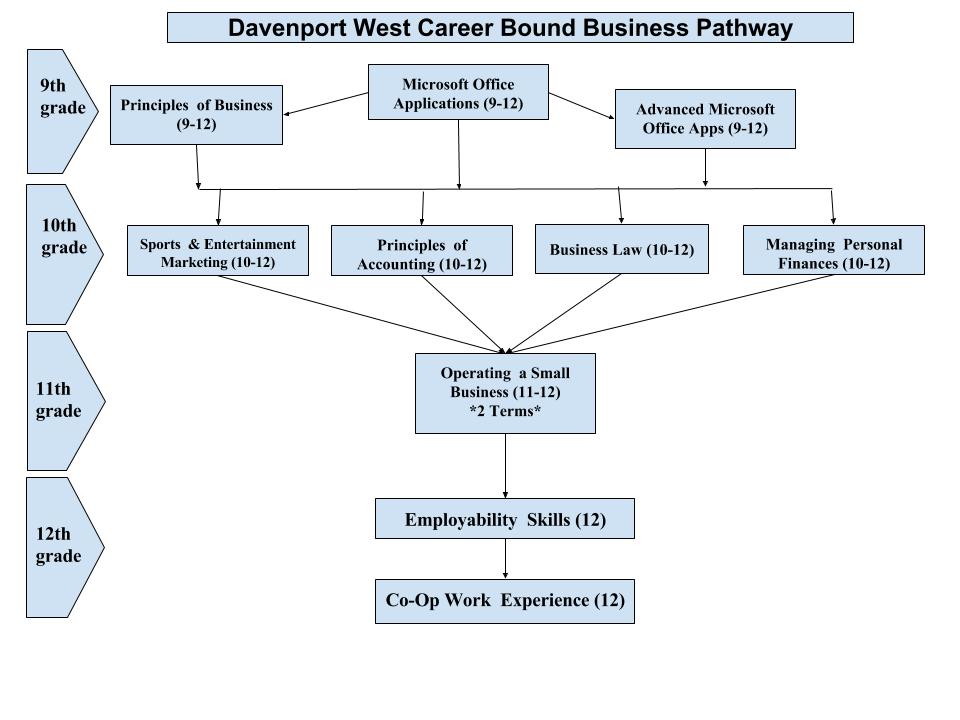 Davenport West Career Bound Business Pathway
9th
grade
Principles of Business
(9-12)
Microsoft Office
Applications (9-12)
Advanced Microsoft
Office Apps (9-12)
10th
grade
Sports & Entertainment
Marketing (10-12)
Principles of
Accounting (10-12)
Business Law (10-12)
Managing Personal
Finances (10-12)
11th
grade
Operating a Small
Business (11-12)
*2 Terms*
12th
grade
Employability Skills (12)
Co-Op Work Experience (12)